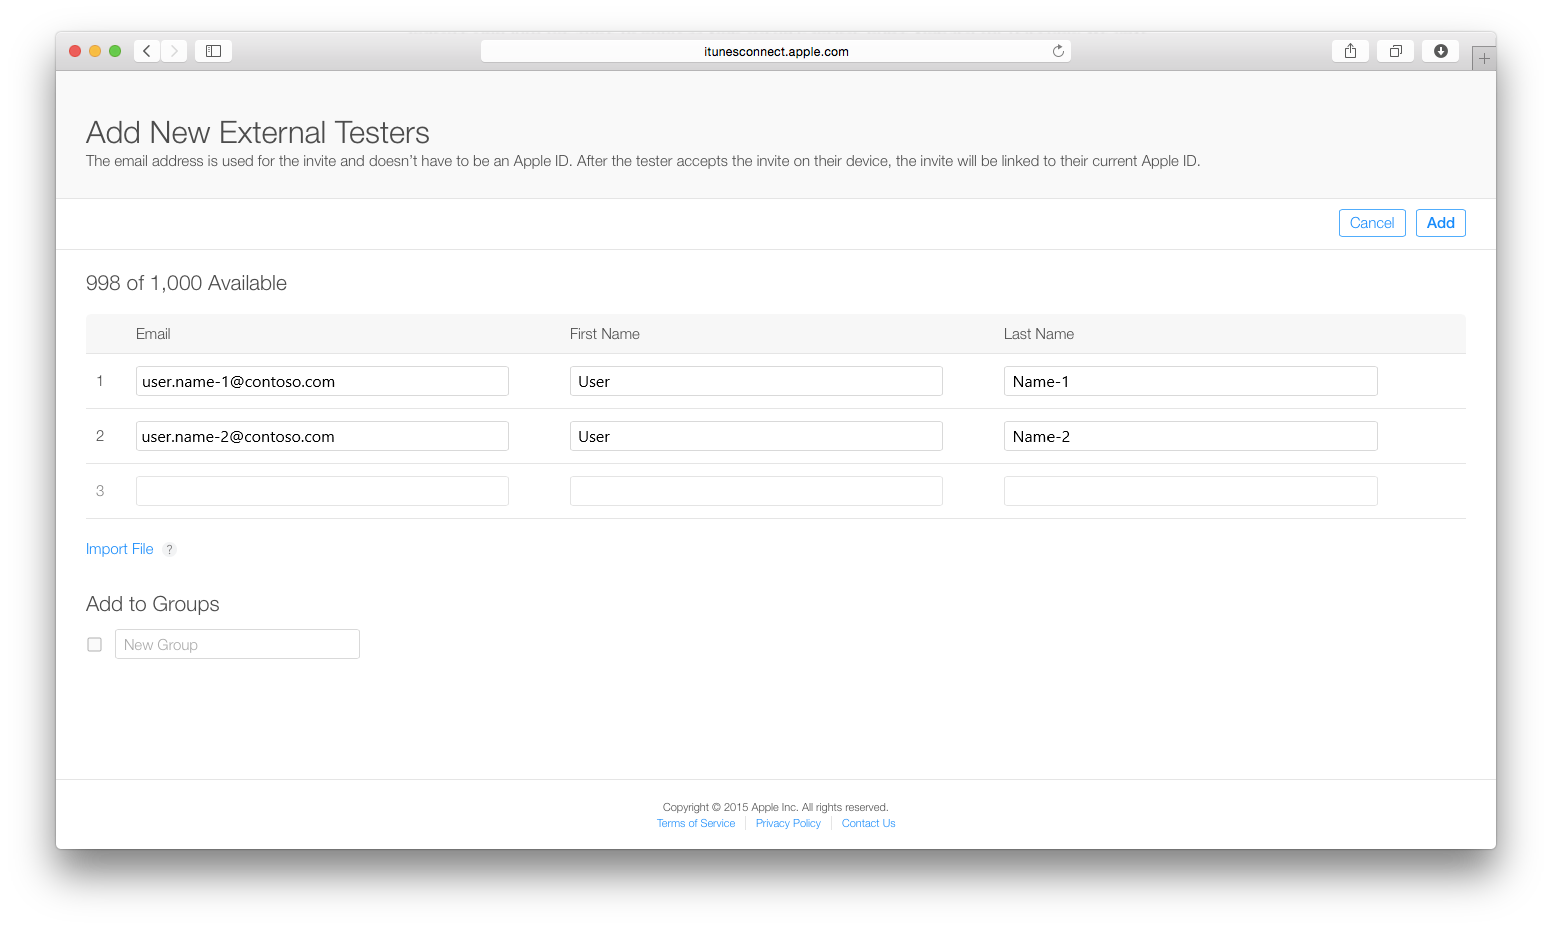 itunesconnect.apple.com
Add New External Testers
The email address is used for the invite and doesn’t have to be an Apple ID. After the tester accepts the invite on their device, the invite will be linked to their current Apple ID.
Cancel Add
998 of 1,000 Available
Email First Name Last Name
1 user.name-1@contoso.com User Name-1
2 user.name-2@contoso.com User Name-2
3
Import File ?
Add to Groups
New Group
Copyright © 2015 Apple Inc. All rights reserved.
Terms of Service Privacy Policy Contact Us